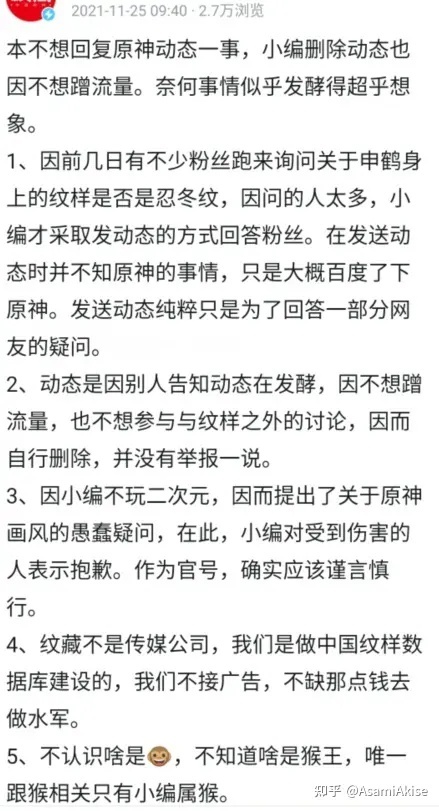 2021-11-25 09:40 · 2.7万浏览
本不想回复原神动态一事，小编删除动态也
因不想蹭流量。奈何事情似乎发酵得超乎想
象。
1、因前几日有不少粉丝跑来询问关于申鹤身
上的纹样是否是忍冬纹，因问的人太多，小
编才采取发动态的方式回答粉丝。在发送动
态时并不知原神的事情，只是大概百度了下
原神。发送动态纯粹只是为了回答一部分网
友的疑问。
2、动态是因别人告知动态在发酵，因不想蹭
流量，也不想参与与纹样之外的讨论，因而
自行删除，并没有举报一说。
3、因小编不玩二次元，因而提出了关于原神
画风的愚蠢疑问，在此，小编对受到伤害的
人表示抱歉。作为官号，确实应该谨言慎
行。
4、纹藏不是传媒公司，我们是做中国纹样数
据库建设的，我们不接广告，不缺那点钱去
做水军。
5、不认识啥是🐵，不知道啥是猴王，唯一
跟猴相关只有小编属猴。
知乎 @AsamiAkise